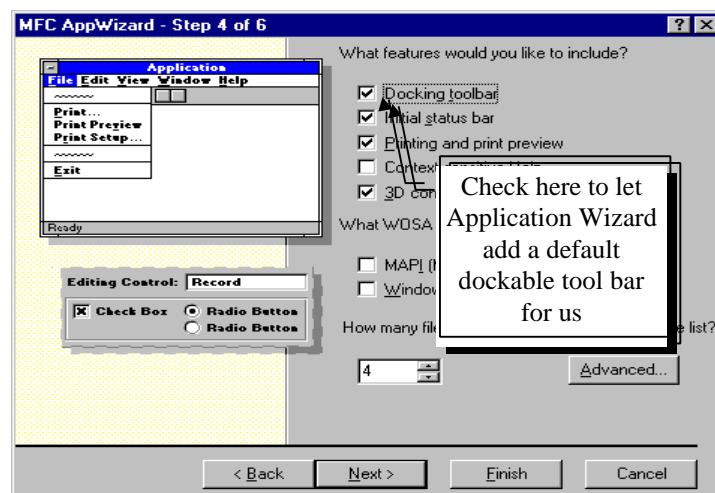 MFC AppWizard - Step 4 of 6
Application
File Edit View Window Help
Print...
Print Preview
Print Setup...
Exit
Ready
Editing Control: Record
Check Box
Radio Button
Radio Button
What features would you like to include?
Docking toolbar
Initial status bar
Printing and print preview
3D
What WOSA
MAPI
How many
list?
4
Advanced...
Check here to let
Application Wizard
add a default
dockable tool bar
for us
< Back
Next >
Finish
Cancel